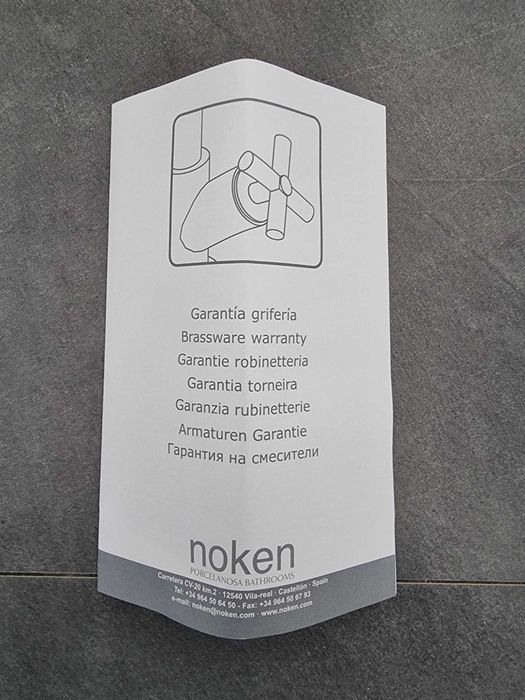 Garantía grifería
Brassware warranty
Garantie robinetteria
Garantia torneira
Garanzia rubinetterie
Armaturen Garantie
Гарантия на смесители
noken
PORCELANOSA BATHROOMS
Carretera CV-20 km.2 · 12540 Vila-real · Castellón · Spain
Tel: +34 964 50 64 50 - Fax: +34 964 50 67 93
e-mail: noken@noken.com · www.noken.com